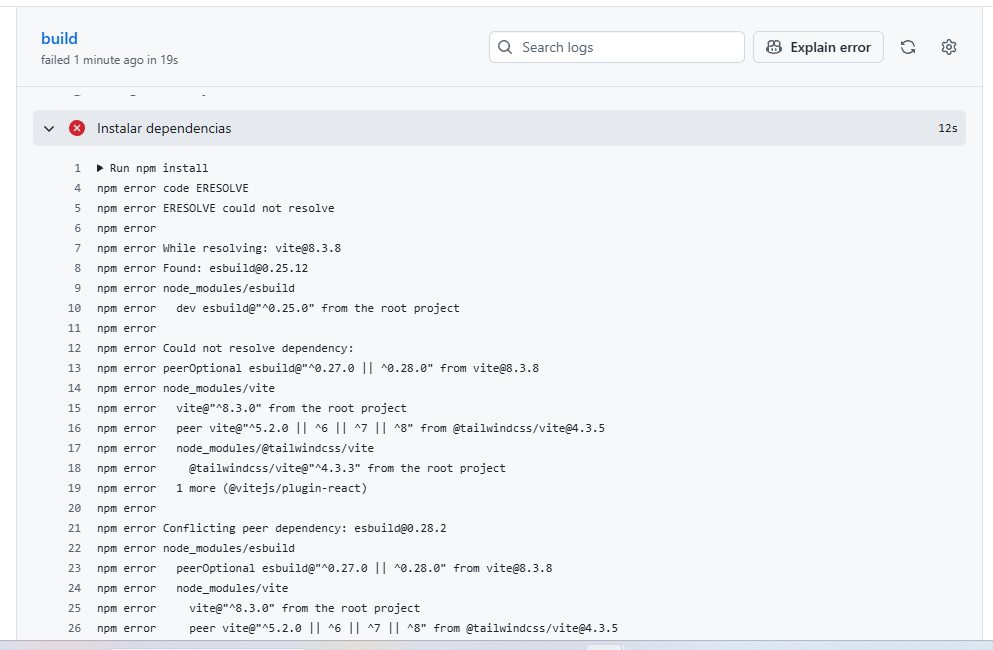 build
failed 1 minute ago in 19s
Search logs
Explain error
Instalar dependencias
12s
1 Run npm install
4 npm error code ERESOLVE
5 npm error ERESOLVE could not resolve
6 npm error
7 npm error While resolving: vite@8.3.8
8 npm error Found: esbuild@0.25.12
9 npm error node_modules/esbuild
10 npm error   dev esbuild@"^0.25.0" from the root project
11 npm error
12 npm error Could not resolve dependency:
13 npm error peerOptional esbuild@"^0.27.0 || ^0.28.0" from vite@8.3.8
14 npm error node_modules/vite
15 npm error   vite@"^8.3.0" from the root project
16 npm error   peer vite@"^5.2.0 || ^6 || ^7 || ^8" from @tailwindcss/vite@4.3.5
17 npm error   node_modules/@tailwindcss/vite
18 npm error     @tailwindcss/vite@"^4.3.3" from the root project
19 npm error   1 more (@vitejs/plugin-react)
20 npm error
21 npm error Conflicting peer dependency: esbuild@0.28.2
22 npm error node_modules/esbuild
23 npm error   peerOptional esbuild@"^0.27.0 || ^0.28.0" from vite@8.3.8
24 npm error   node_modules/vite
25 npm error     vite@"^8.3.0" from the root project
26 npm error     peer vite@"^5.2.0 || ^6 || ^7 || ^8" from @tailwindcss/vite@4.3.5